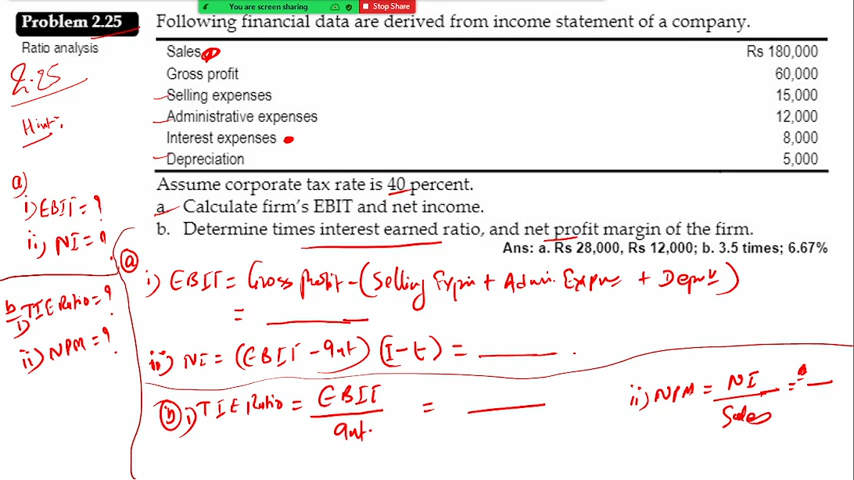 You are screen sharing Stop Share
Problem 2.25 Following financial data are derived from income statement of a company.
Ratio analysis
Sales Rs 180,000
Gross profit 60,000
Selling expenses 15,000
Administrative expenses 12,000
Interest expenses 8,000
Depreciation 5,000
Assume corporate tax rate is 40 percent.
a. Calculate firm's EBIT and net income.
b. Determine times interest earned ratio, and net profit margin of the firm.
Ans: a. Rs 28,000, Rs 12,000; b. 3.5 times; 6.67%
2.25
Hint:
a)
i) EBIT = ?
ii) NI = ?
b
i) TIE Ratio = ?
ii) NPM = ?
a
i) EBIT = Gross profit - (Selling Expn + Admin. Expns + Depn)
=
ii) NI = (EBIT - Int) (1 - t) =
b i) TIE Ratio = EBIT / Int. =
ii) NPM = NI / Sales =